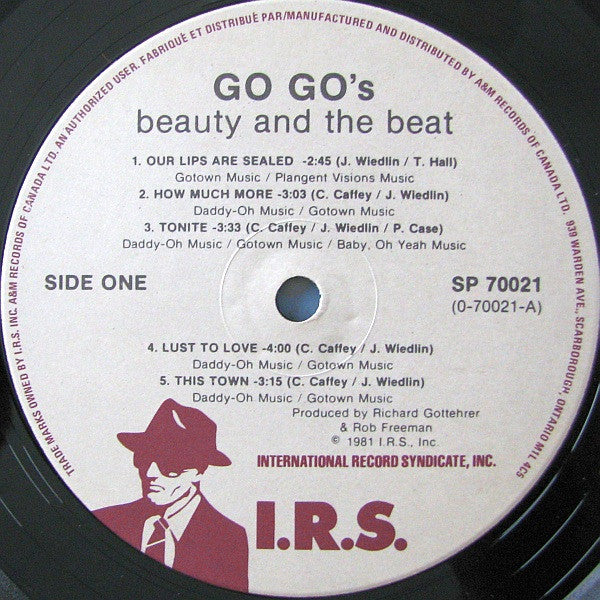 AN AUTHORIZED USER. FABRIQUÉ ET DISTRIBUÉ PAR/MANUFACTURED AND DISTRIBUTED BY A&M RECORDS OF CANADA LTD. 939 WARDEN AVE., SCARBOROUGH, ONTARIO M1L 4C5
TRADE MARKS OWNED BY I.R.S. INC. A&M RECORDS OF CANADA LTD.
GO GO's
beauty and the beat
1. OUR LIPS ARE SEALED -2:45 (J. Wiedlin / T. Hall)
Gotown Music / Plangent Visions Music
2. HOW MUCH MORE -3:03 (C. Caffey / J. Wiedlin)
Daddy-Oh Music / Gotown Music
3. TONITE -3:33 (C. Caffey / J. Wiedlin / P. Case)
Daddy-Oh Music / Gotown Music / Baby, Oh Yeah Music
SIDE ONE
SP 70021
(0-70021-A)
4. LUST TO LOVE -4:00 (C. Caffey / J. Wiedlin)
Daddy-Oh Music / Gotown Music
5. THIS TOWN -3:15 (C. Caffey / J. Wiedlin)
Daddy-Oh Music / Gotown Music
Produced by Richard Gottehrer
& Rob Freeman
© 1981 I.R.S., Inc.
INTERNATIONAL RECORD SYNDICATE, INC.
I.R.S.